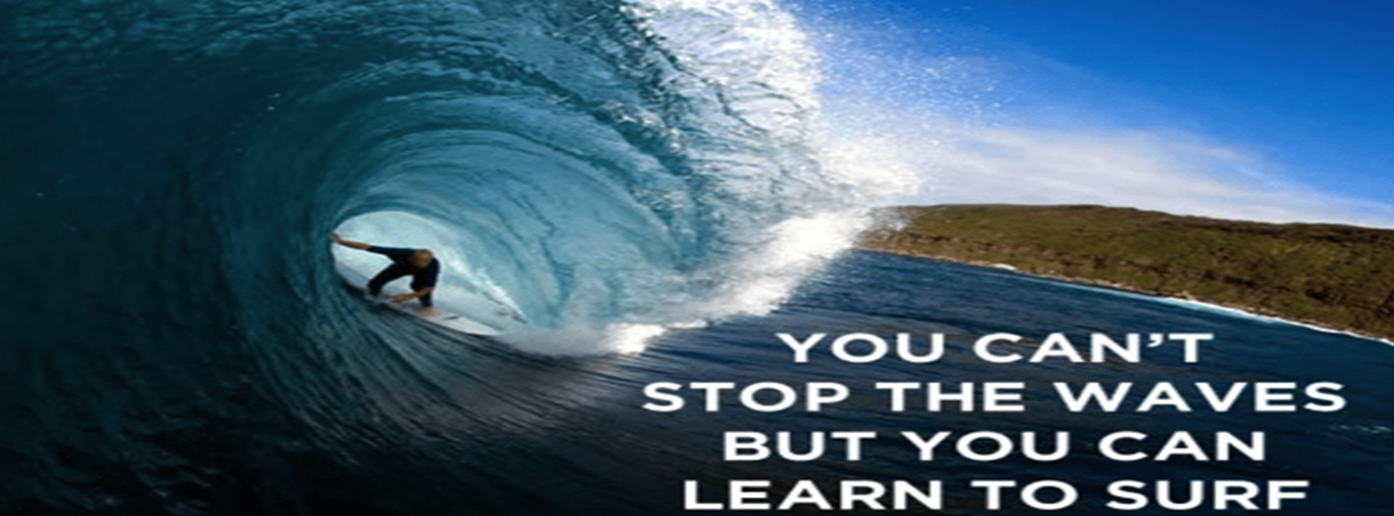 YOU CAN'T
STOP THE WAVES
BUT YOU CAN
LEARN TO SURF